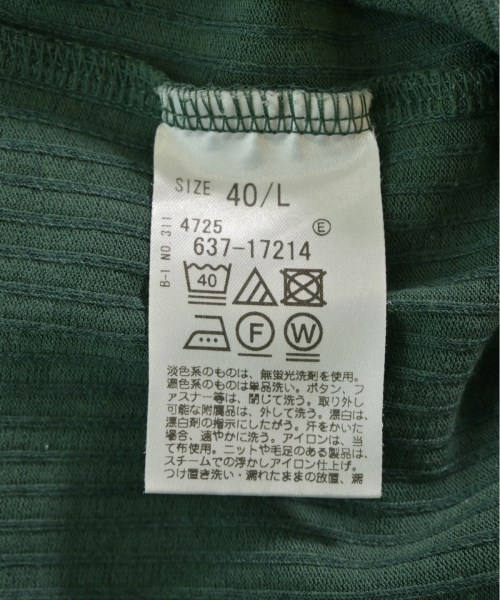 SIZE 40/L
4725 E
637-17214
B-1 NO.311
40
F W
淡色系のものは、無蛍光洗剤を使用。
濃色系のものは単品洗い。ボタン、フ
ァスナー等は、閉じて洗う。取り外し
可能な附属品は、外して洗う。漂白は、
漂白剤の指示にしたがう。汗をかいた
場合、速やかに洗う。アイロンは、当
て布使用。ニットや毛足のある製品は、
スチームでの浮かしアイロン仕上げ。
つけ置き洗い・濡れたままの放置、濡